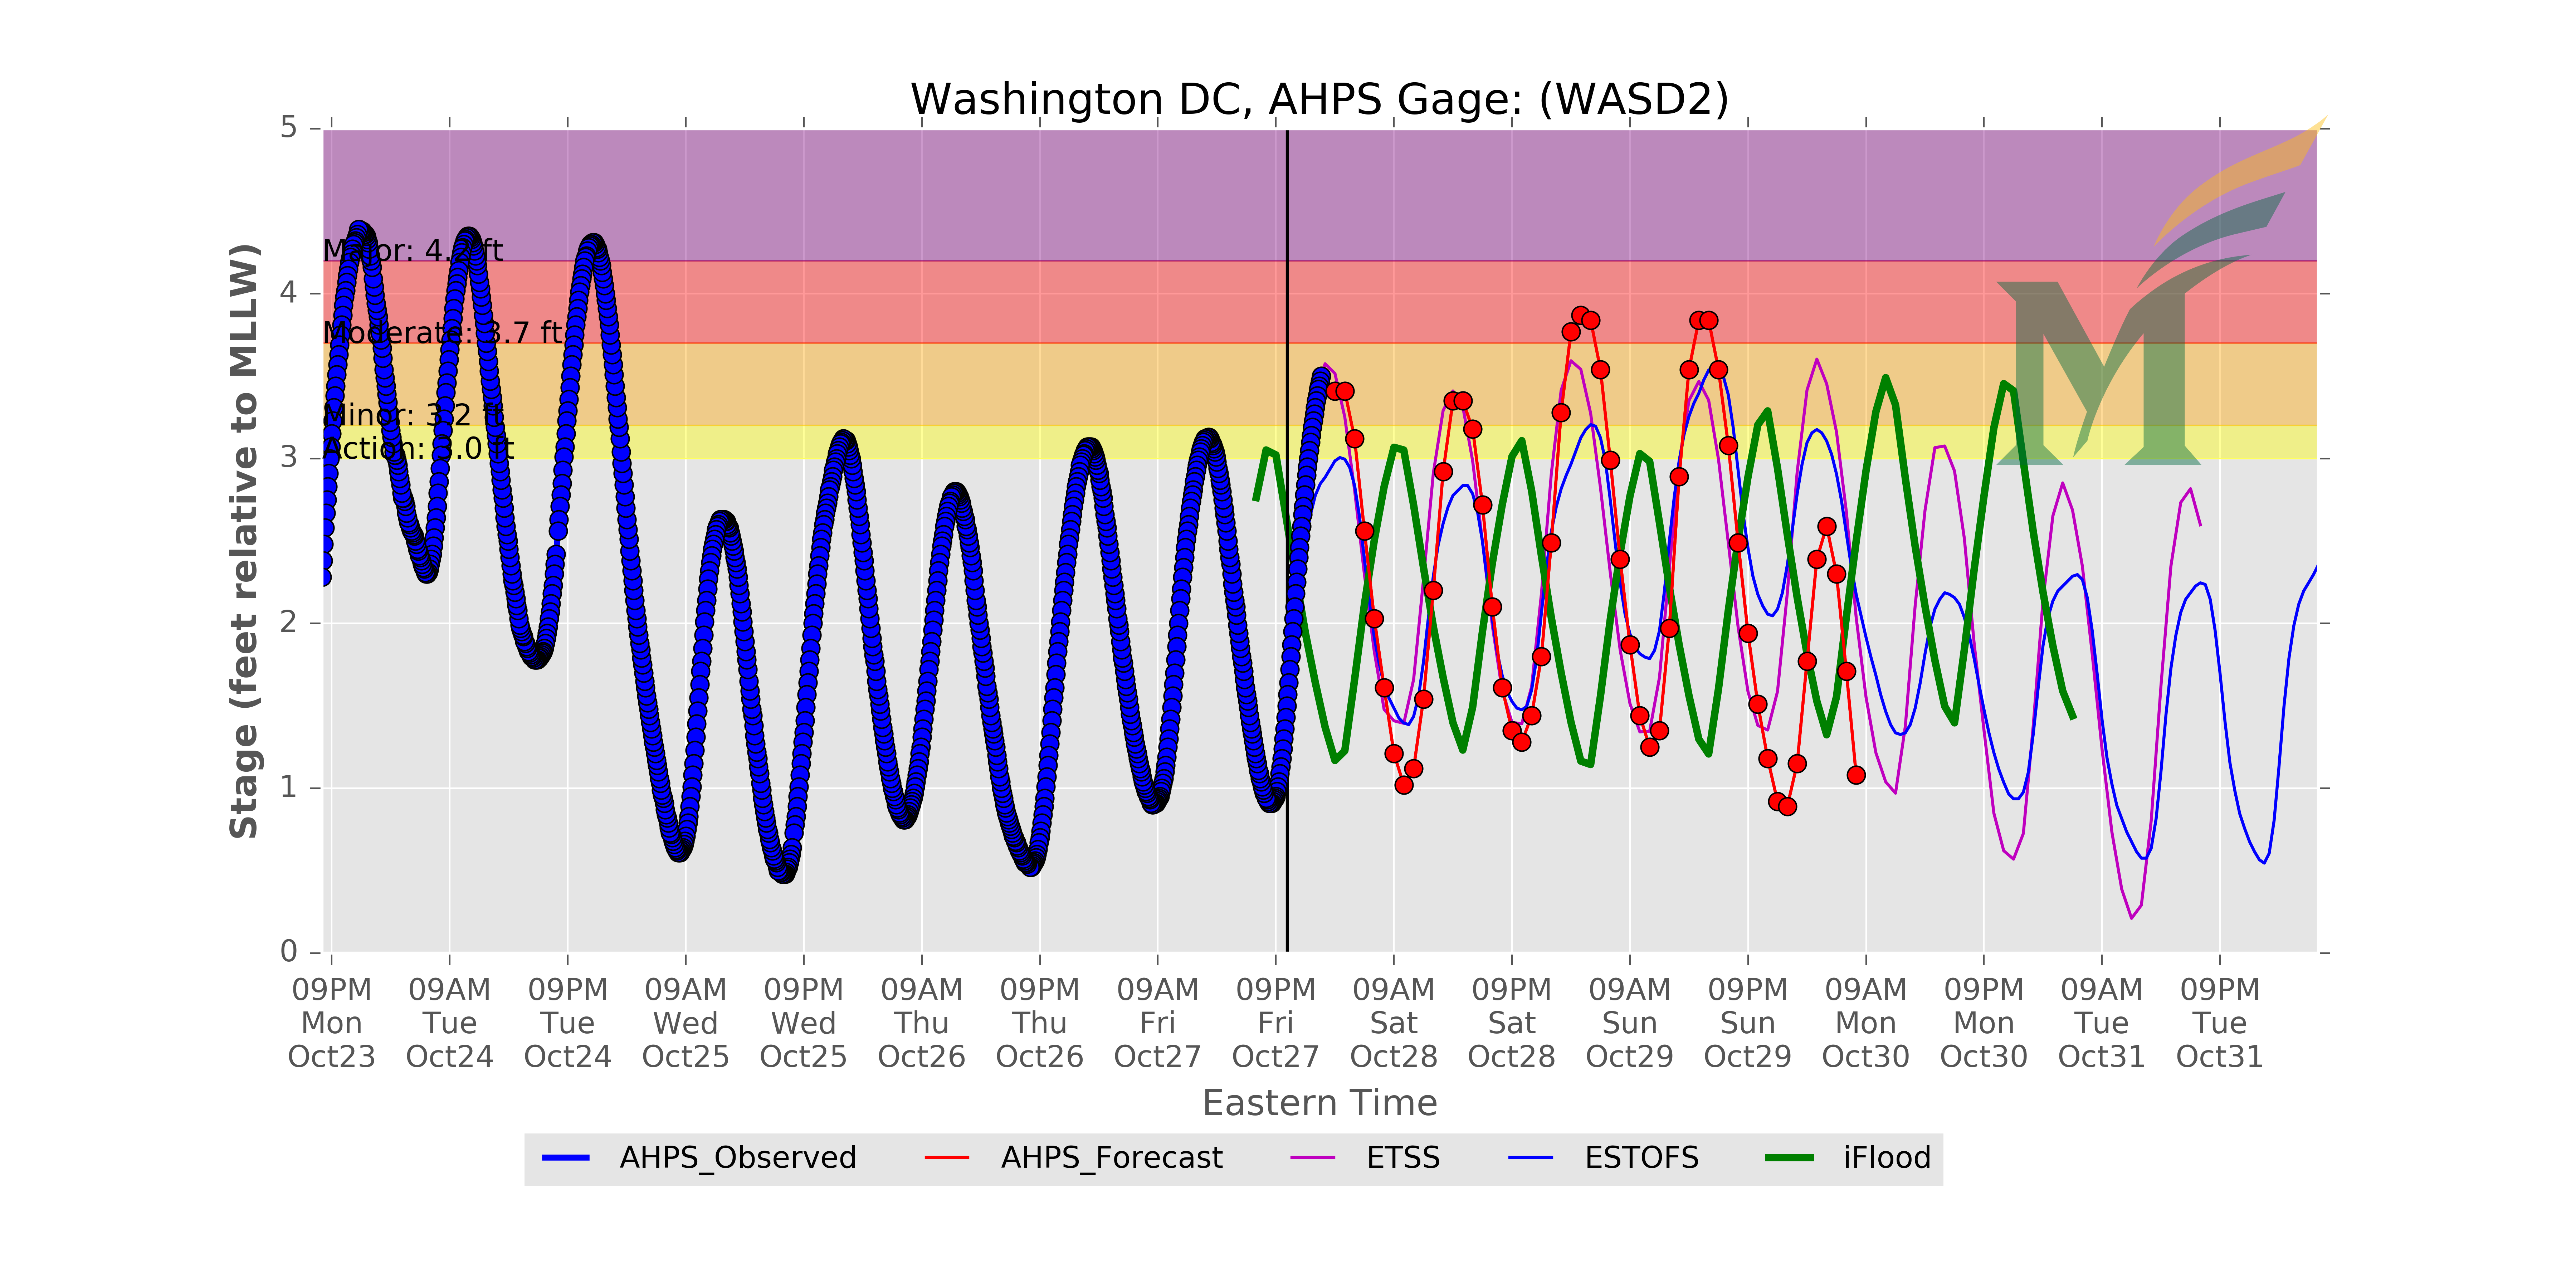 Washington DC, AHPS Gage: (WASD2)
Stage (feet relative to MLLW)
5
4
3
2
1
0
Major: 4.2 ft
Moderate: 3.7 ft
Minor: 3.2 ft
Action: 3.0 ft
M
09PM 09AM 09PM 09AM 09PM 09AM 09PM 09AM 09PM 09AM 09PM 09AM 09PM 09AM 09PM 09AM 09PM
Mon Tue Tue Wed Wed Thu Thu Fri Fri Sat Sat Sun Sun Mon Mon Tue Tue
Oct23 Oct24 Oct24 Oct25 Oct25 Oct26 Oct26 Oct27 Oct27 Oct28 Oct28 Oct29 Oct29 Oct30 Oct30 Oct31 Oct31
Eastern Time
AHPS_Observed AHPS_Forecast ETSS ESTOFS iFlood